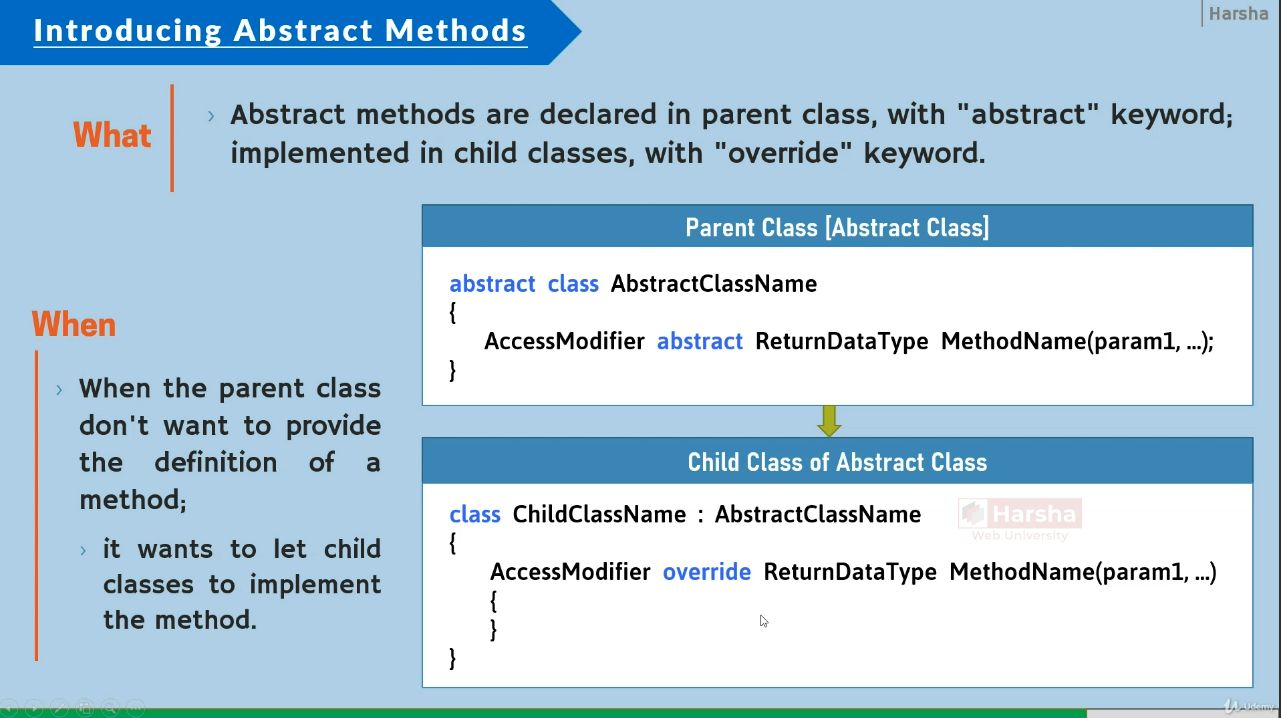 Introducing Abstract Methods
Harsha
What
› Abstract methods are declared in parent class, with "abstract" keyword;
implemented in child classes, with "override" keyword.
Parent Class [Abstract Class]
abstract class AbstractClassName
{
AccessModifier abstract ReturnDataType MethodName(param1, ...);
}
When
› When the parent class
don't want to provide
the definition of a
method;
› it wants to let child
classes to implement
the method.
Child Class of Abstract Class
class ChildClassName : AbstractClassName
{
AccessModifier override ReturnDataType MethodName(param1, ...)
{
}
}
Harsha
Web University
Udemy